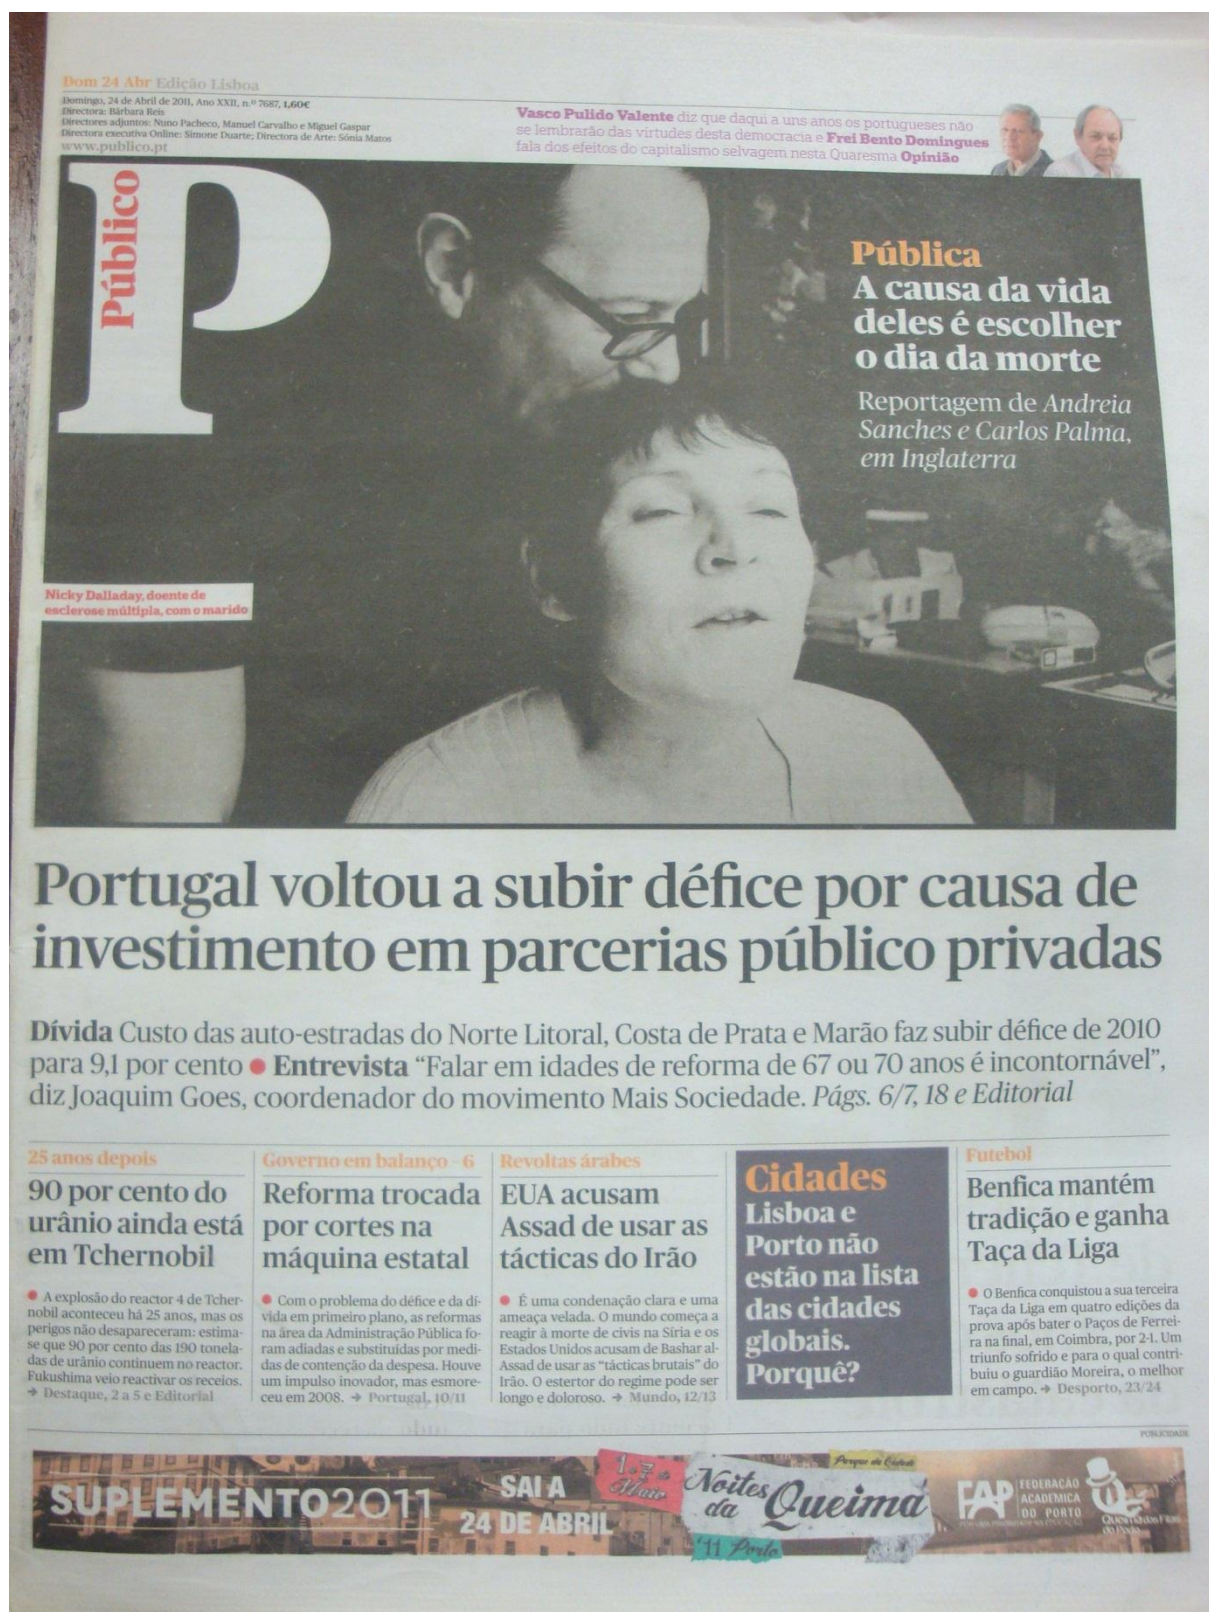 Dom 24 Abr Edição Lisboa
Domingo, 24 de Abril de 2011, Ano XXII, n.º 7687, 1,60€
Directora: Bárbara Reis
Directores adjuntos: Nuno Pacheco, Manuel Carvalho e Miguel Gaspar
Directora executiva Online: Simone Duarte; Directora de Arte: Sónia Matos
www.publico.pt
Vasco Pulido Valente diz que daqui a uns anos os portugueses não
se lembrarão das virtudes desta democracia e Frei Bento Domingues
fala dos efeitos do capitalismo selvagem nesta Quaresma Opinião
P
Público
Pública
A causa da vida
deles é escolher
o dia da morte
Reportagem de Andreia
Sanches e Carlos Palma,
em Inglaterra
Nicky Dalladay, doente de
esclerose múltipla, com o marido
Portugal voltou a subir défice por causa de
investimento em parcerias público privadas
Dívida Custo das auto-estradas do Norte Litoral, Costa de Prata e Marão faz subir défice de 2010
para 9,1 por cento ● Entrevista “Falar em idades de reforma de 67 ou 70 anos é incontornável”,
diz Joaquim Goes, coordenador do movimento Mais Sociedade. Págs. 6/7, 18 e Editorial
25 anos depois
90 por cento do
urânio ainda está
em Tchernobil
● A explosão do reactor 4 de Tcher-
nobil aconteceu há 25 anos, mas os
perigos não desapareceram: estima-
se que 90 por cento das 190 tonela-
das de urânio continuem no reactor.
Fukushima veio reactivar os receios.
→ Destaque, 2 a 5 e Editorial
Governo em balanço - 6
Reforma trocada
por cortes na
máquina estatal
● Com o problema do défice e da dí-
vida em primeiro plano, as reformas
na área da Administração Pública fo-
ram adiadas e substituídas por medi-
das de contenção da despesa. Houve
um impulso inovador, mas esmore-
ceu em 2008. → Portugal, 10/11
Revoltas árabes
EUA acusam
Assad de usar as
tácticas do Irão
● É uma condenação clara e uma
ameaça velada. O mundo começa a
reagir à morte de civis na Síria e os
Estados Unidos acusam de Bashar al-
Assad de usar as “tácticas brutais” do
Irão. O estertor do regime pode ser
longo e doloroso. → Mundo, 12/13
Cidades
Lisboa e
Porto não
estão na lista
das cidades
globais.
Porquê?
Futebol
Benfica mantém
tradição e ganha
Taça da Liga
● O Benfica conquistou a sua terceira
Taça da Liga em quatro edições da
prova após bater o Paços de Ferrei-
ra na final, em Coimbra, por 2-1. Um
triunfo sofrido e para o qual contri-
buiu o guardião Moreira, o melhor
em campo. → Desporto, 23/24
PUBLICIDADE
SUPLEMENTO2011
SAI A
24 DE ABRIL
1.7 de
Maio
Parque da Cidade
Noites
da Queima
'11 Porto
FAP
FEDERAÇÃO
ACADÉMICA
DO PORTO
Queima das Fitas
do Porto